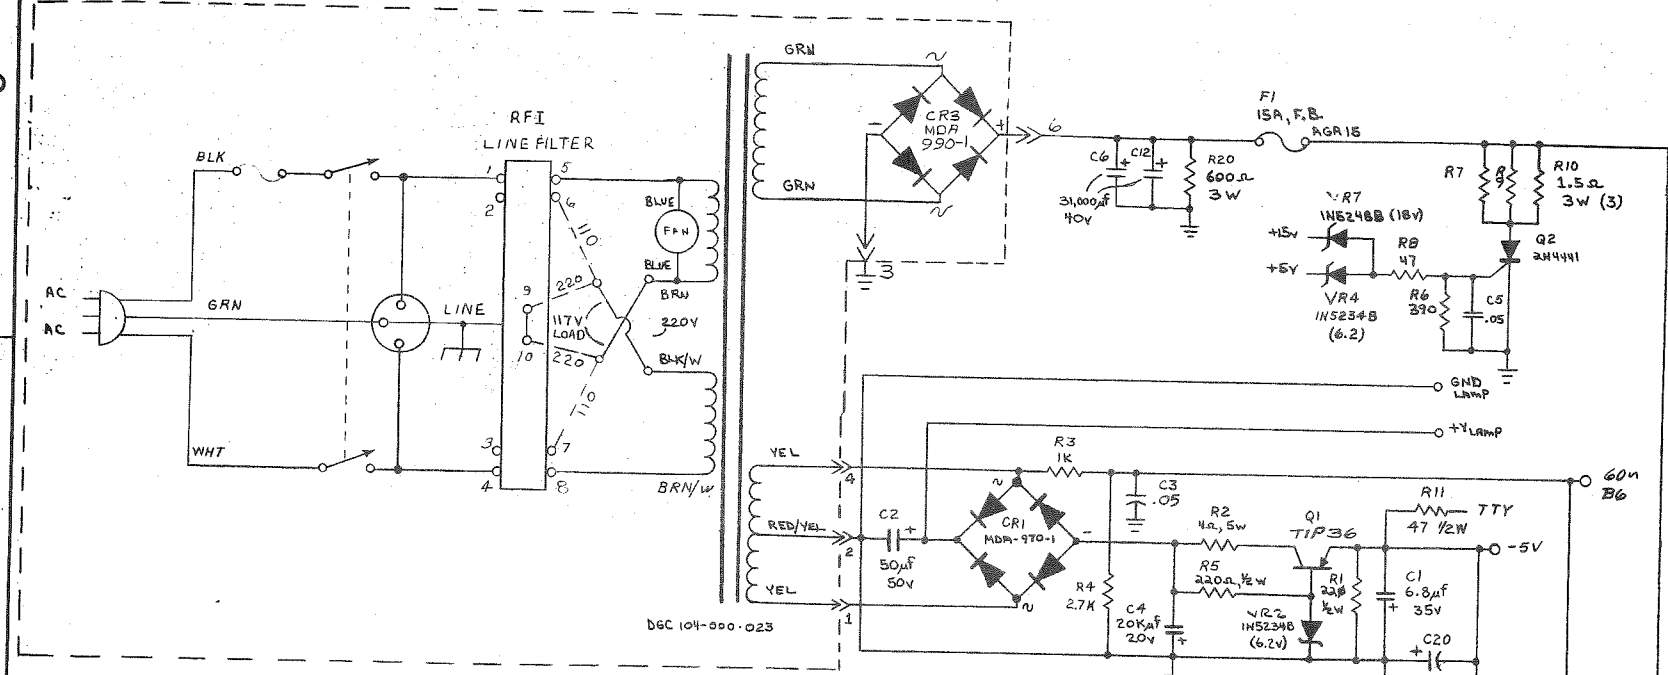 GRN
F1
15A, F.B.
AGR15
RFI
LINE FILTER
CR3
MDA
990-1
-
+
6
C6
+
C12
+
R20
600Ω
3W
31,000μf
40V
R7
R9
R10
1.5Ω
3W (3)
BLK
1
2
5
6
GRN
BLUE
FAN
BLUE
BRN
110
220
9
117V
LOAD
10
220
220V
BLK/W
110
VR7
1N5248B (18V)
+15V
+5V
R8
47
Q2
2N4441
VR4
1N5234B
(6.2)
R6
390
C5
.05
3
AC
AC
GRN
LINE
GND
LAMP
+VLAMP
WHT
3
4
7
8
BRN/W
YEL
4
R3
1K
C3
.05
60~
B6
RED/YEL
2
C2
+
50μf
50V
CR1
MDA-970-1
-
R2
4Ω, 5W
Q1
TIP36
R11
47 1/2W
TTY
-5V
R5
220Ω, 1/2W
R1
220
1/2W
C1
6.8μf
35V
+
YEL
1
R4
2.7K
C4
20Kμf
20V
+
VR2
1N5234B
(6.2V)
+
C20
DGC 104-000-023